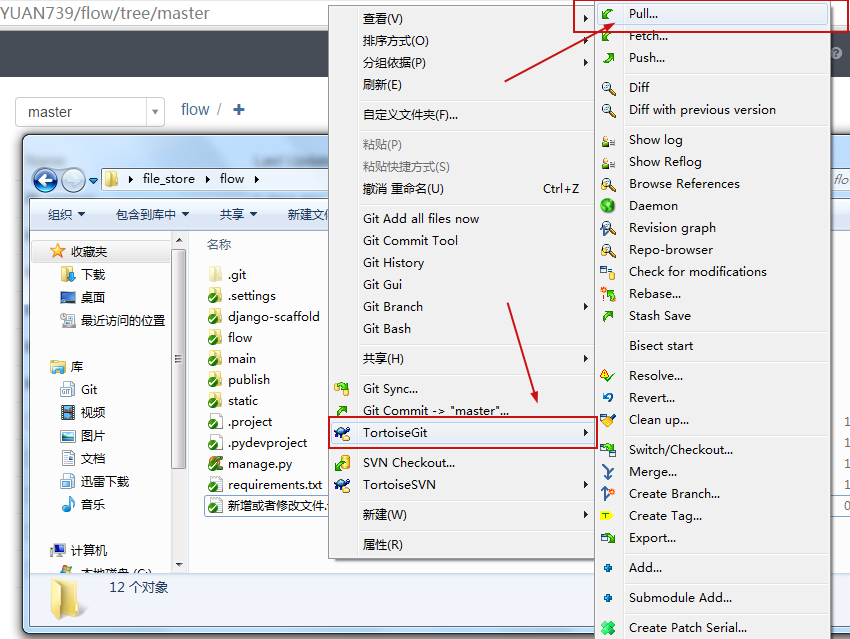 YUAN739/flow/tree/master
master
flow / +
file_store
flow
组织
包含到库中
共享
名称
收藏夹
下载
桌面
最近访问的位置
库
Git
视频
图片
文档
迅雷下载
音乐
计算机
.git
.settings
django-scaffold
flow
main
publish
static
.project
.pydevproject
manage.py
requirements.txt
新增或者修改文件.
12 个对象
查看(V)
排序方式(O)
分组依据(P)
刷新(E)
自定义文件夹(F)...
粘贴(P)
粘贴快捷方式(S)
撤消 重命名(U) Ctrl+Z
Git Add all files now
Git Commit Tool
Git History
Git Gui
Git Branch
Git Bash
共享(H)
Git Sync...
Git Commit -> "master"...
TortoiseGit
SVN Checkout...
TortoiseSVN
新建(W)
属性(R)
Pull...
Fetch...
Push...
Diff
Diff with previous version
Show log
Show Reflog
Browse References
Daemon
Revision graph
Repo-browser
Check for modifications
Rebase...
Stash Save
Bisect start
Resolve...
Revert...
Clean up...
Switch/Checkout...
Merge...
Create Branch...
Create Tag...
Export...
Add...
Submodule Add...
Create Patch Serial...